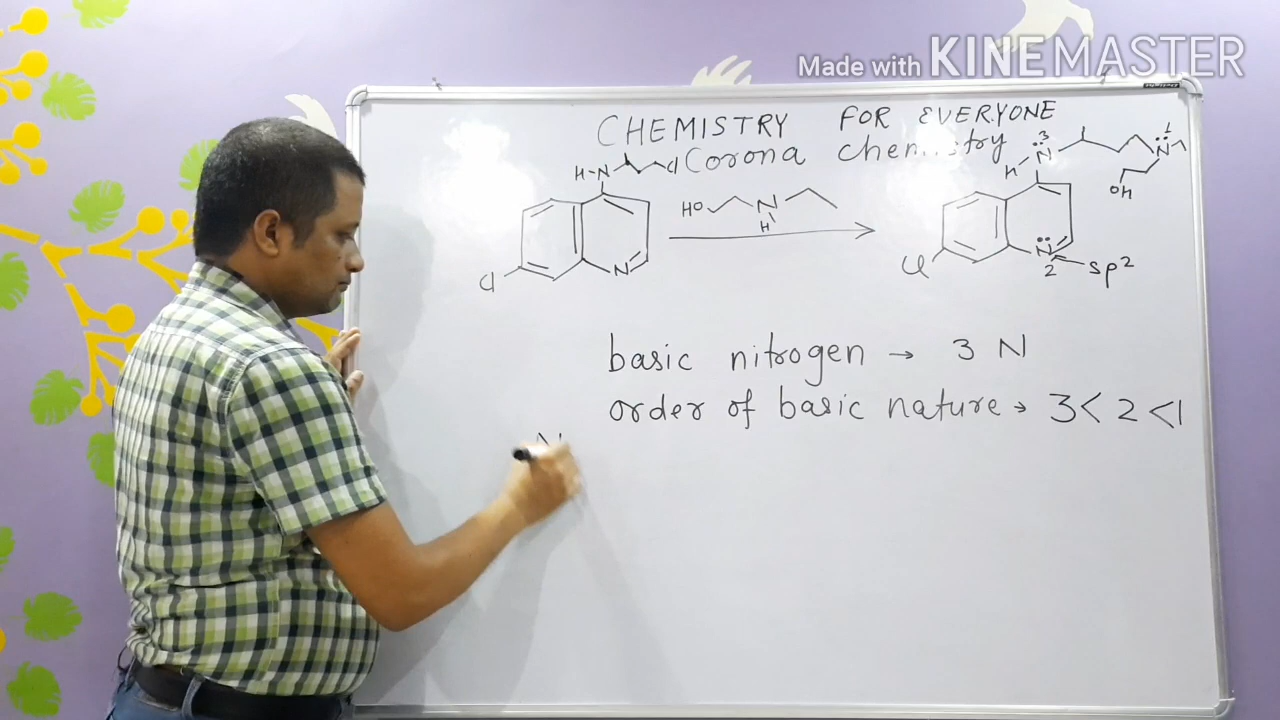 Made with KINEMASTER
CHEMISTRY FOR EVERYONE
Corona chemistry
H-N Cl
HO N
H
3
N
H
1
N
OH
Cl N
Cl N
2
sp²
basic nitrogen → 3 N
order of basic nature → 3 < 2 < 1
N